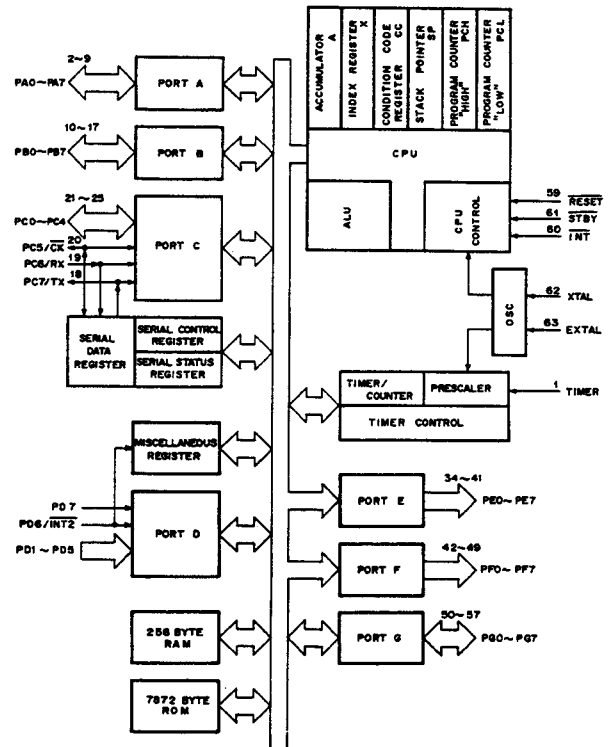 2~9
PA0~PA7
PORT A
10~17
PB0~PB7
PORT B
21~25
PC0~PC4
PC5/CK
20
PC6/RX
19
PC7/TX
18
PORT C
SERIAL
DATA
REGISTER
SERIAL CONTROL
REGISTER
SERIAL STATUS
REGISTER
MISCELLANEOUS
REGISTER
PD7
PD6/INT2
PD1~PD5
PORT D
256 BYTE
RAM
7872 BYTE
ROM
ACCUMULATOR A
INDEX REGISTER X
CONDITION CODE
REGISTER CC
STACK POINTER
SP
PROGRAM COUNTER
"HIGH" PCH
PROGRAM COUNTER
"LOW" PCL
CPU
ALU
CPU
CONTROL
59
RESET
61
STBY
60
INT
OSC
62
XTAL
63
EXTAL
TIMER/
COUNTER
PRESCALER
TIMER CONTROL
1
TIMER
PORT E
34~41
PE0~PE7
PORT F
42~49
PF0~PF7
PORT G
50~57
PG0~PG7